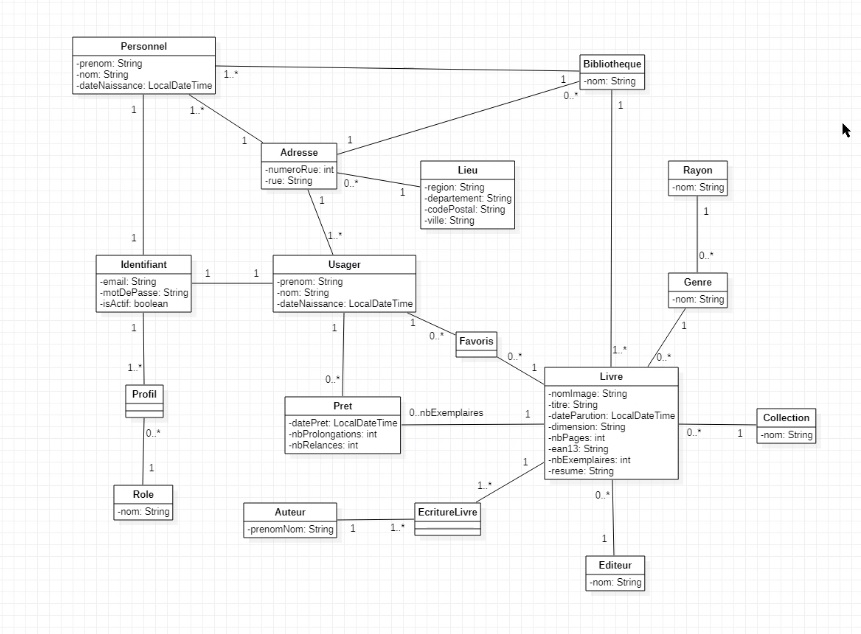 Personnel
-prenom: String
-nom: String
-dateNaissance: LocalDateTime
1..*
1
Bibliotheque
-nom: String
0..*
1
1
1..*
1
1
Adresse
-numeroRue: int
-rue: String
0..*
1
Lieu
-region: String
-departement: String
-codePostal: String
-ville: String
Rayon
-nom: String
1
1
1..*
1
0..*
Identifiant
-email: String
-motDePasse: String
-isActif: boolean
1
1
Usager
-prenom: String
-nom: String
-dateNaissance: LocalDateTime
Genre
-nom: String
1
1
1
0..*
Favoris
0..*
1
1
1..*
0..*
1..*
0..*
Profil
Pret
-datePret: LocalDateTime
-nbProlongations: int
-nbRelances: int
0..nbExemplaires
1
Livre
-nomImage: String
-titre: String
-dateParution: LocalDateTime
-dimension: String
-nbPages: int
-ean13: String
-nbExemplaires: int
-resume: String
0..*
1
Collection
-nom: String
0..*
1
Role
-nom: String
1
1..*
Auteur
-prenomNom: String
1
1..*
EcritureLivre
0..*
1
Editeur
-nom: String